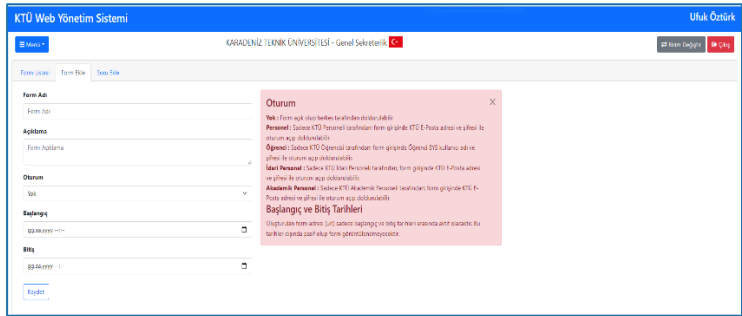 KTÜ Web Yönetim Sistemi
Ufuk Öztürk
Menü
KARADENİZ TEKNİK ÜNİVERSİTESİ - Genel Sekreterlik
Birim Değiştir
Çıkış
Form Listesi
Form Ekle
Soru Ekle
Form Adı
Form Adı
Açıklama
Form Açıklama
Oturum
Yok
Başlangıç
gg.aa.yyyy --:--
Bitiş
gg.aa.yyyy --:--
Kaydet
Oturum
X
Yok : Form açık olup herkes tarafından doldurulabilir.
Personel : Sadece KTÜ Personeli tarafından form girişinde KTÜ E-Posta adresi ve şifresi ile
oturum açıp doldurulabilir.
Öğrenci : Sadece KTÜ Öğrencisi tarafından form girişinde Öğrenci BYS kullanıcı adı ve
şifresi ile oturum açıp doldurulabilir.
İdari Personel : Sadece KTÜ İdari Personeli tarafından, form girişinde KTÜ E-Posta adresi
ve şifresi ile oturum açıp doldurulabilir.
Akademik Personel : Sadece KTÜ Akademik Personeli tarafından; form girişinde KTÜ E-
Posta adresi ve şifresi ile oturum açıp doldurulabilir.
Başlangıç ve Bitiş Tarihleri
Oluşturulan form adresi (url) sadece başlangıç ve bitiş tarihleri arasında aktif olacaktır. Bu
tarihler dışında pasif olup form görüntülenemeyecektir.